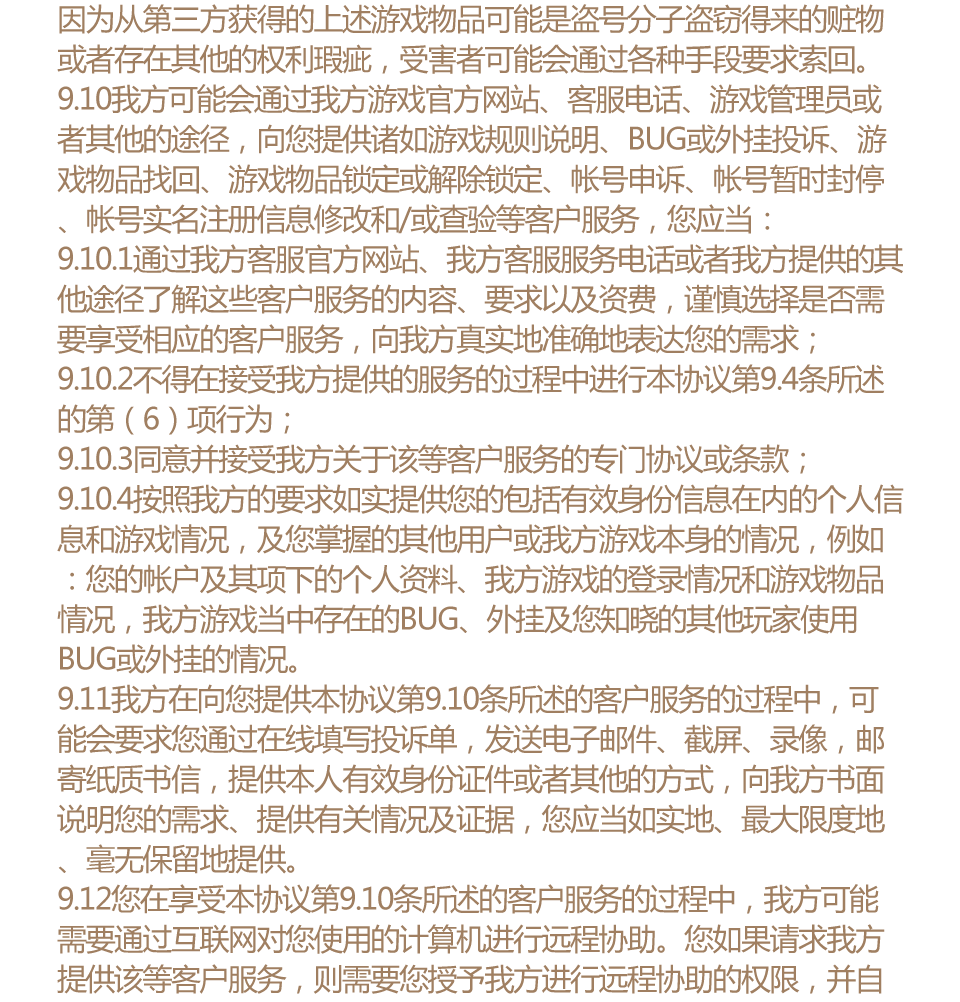 因为从第三方获得的上述游戏物品可能是盗号分子盗窃得来的赃物
或者存在其他的权利瑕疵，受害者可能会通过各种手段要求索回。
9.10我方可能会通过我方游戏官方网站、客服电话、游戏管理员或
者其他的途径，向您提供诸如游戏规则说明、BUG或外挂投诉、游
戏物品找回、游戏物品锁定或解除锁定、帐号申诉、帐号暂时封停
、帐号实名注册信息修改和/或查验等客户服务，您应当：
9.10.1通过我方客服官方网站、我方客服服务电话或者我方提供的其
他途径了解这些客户服务的内容、要求以及资费，谨慎选择是否需
要享受相应的客户服务，向我方真实地准确地表达您的需求；
9.10.2不得在接受我方提供的服务的过程中进行本协议第9.4条所述
的第（6）项行为；
9.10.3同意并接受我方关于该等客户服务的专门协议或条款；
9.10.4按照我方的要求如实提供您的包括有效身份信息在内的个人信
息和游戏情况，及您掌握的其他用户或我方游戏本身的情况，例如
：您的帐户及其项下的个人资料、我方游戏的登录情况和游戏物品
情况，我方游戏当中存在的BUG、外挂及您知晓的其他玩家使用
BUG或外挂的情况。
9.11我方在向您提供本协议第9.10条所述的客户服务的过程中，可
能会要求您通过在线填写投诉单，发送电子邮件、截屏、录像，邮
寄纸质书信，提供本人有效身份证件或者其他的方式，向我方书面
说明您的需求、提供有关情况及证据，您应当如实地、最大限度地
、毫无保留地提供。
9.12您在享受本协议第9.10条所述的客户服务的过程中，我方可能
需要通过互联网对您使用的计算机进行远程协助。您如果请求我方
提供该等客户服务，则需要您授予我方进行远程协助的权限，并自